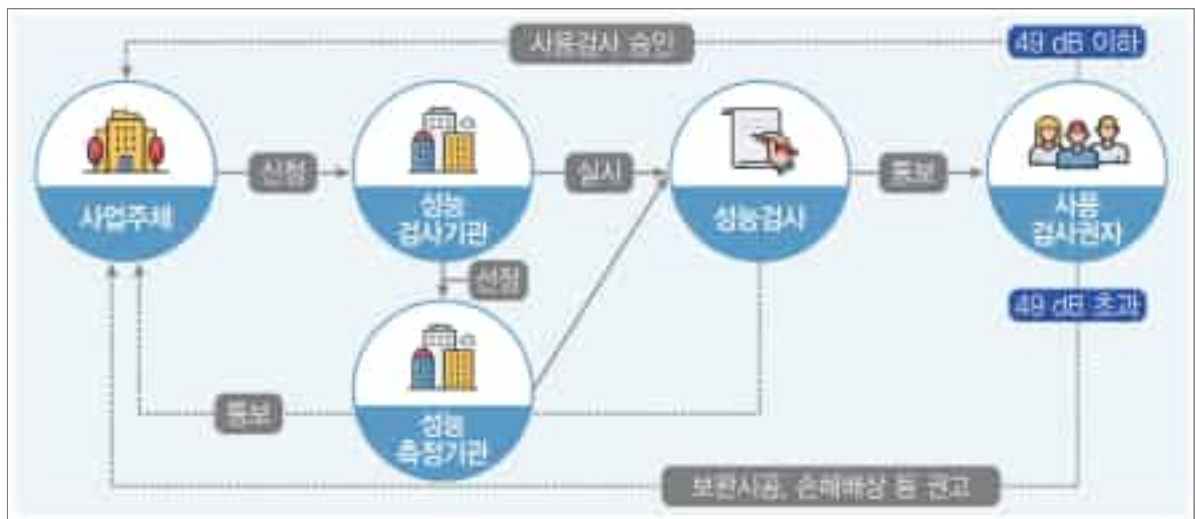 사용검사 승인
49 dB 이하
사업주체
신청
성능
검사기관
실시
성능검사
통보
사용
검사권자
선정
49 dB 초과
성능
측정기관
통보
보완시공, 손해배상 등 권고